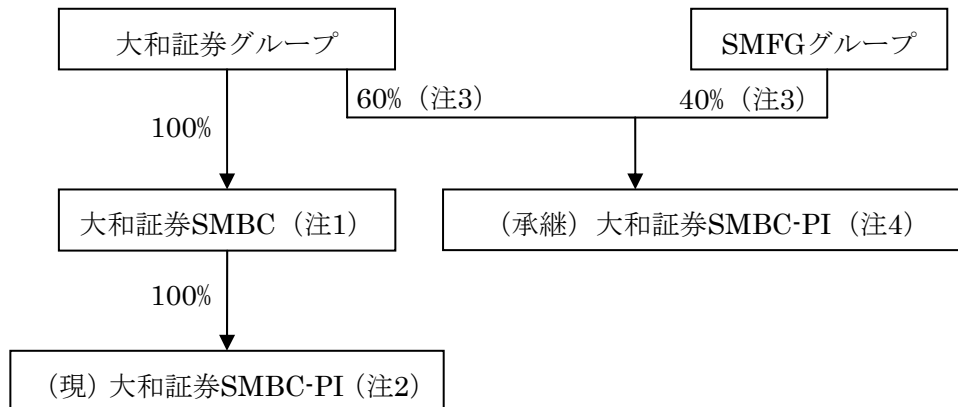 大和証券グループ
SMFGグループ
60%（注3）
40%（注3）
100%
大和証券SMBC（注1）
（承継）大和証券SMBC-PI（注4）
100%
（現）大和証券SMBC-PI（注2）